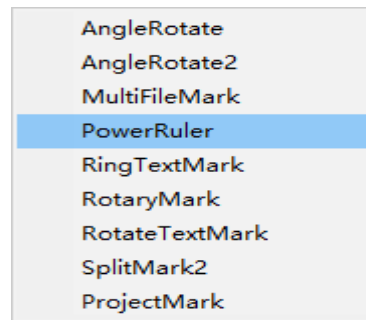 AngleRotate
AngleRotate2
MultiFileMark
PowerRuler
RingTextMark
RotaryMark
RotateTextMark
SplitMark2
ProjectMark